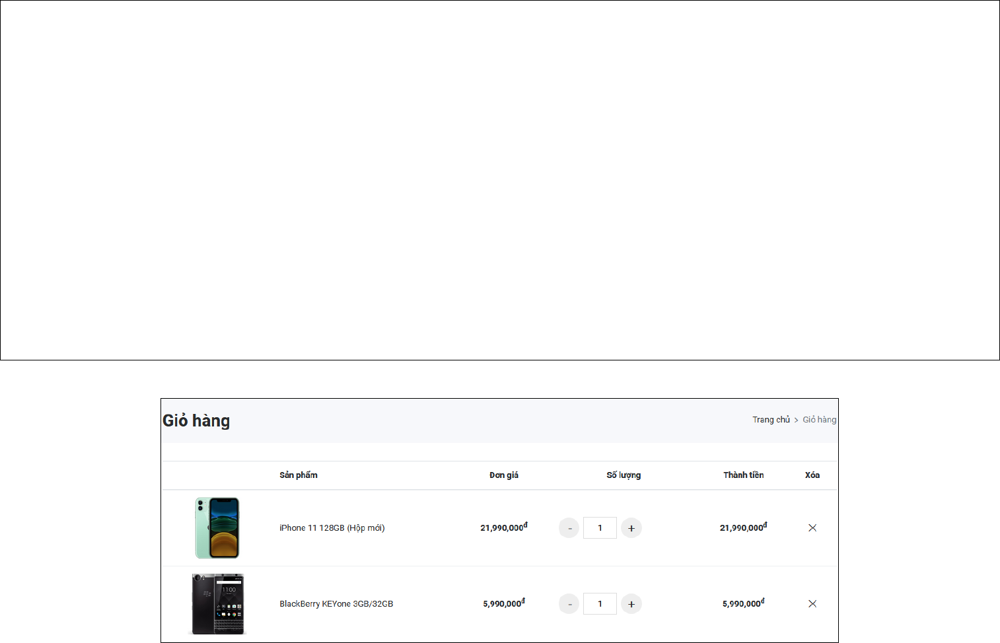 Giỏ hàng
Trang chủ > Giỏ hàng
Sản phẩm Đơn giá Số lượng Thành tiền Xóa
iPhone 11 128GB (Hộp mới) 21,990,000đ - 1 + 21,990,000đ
11:00
BlackBerry KEYone 3GB/32GB 5,990,000đ - 1 + 5,990,000đ